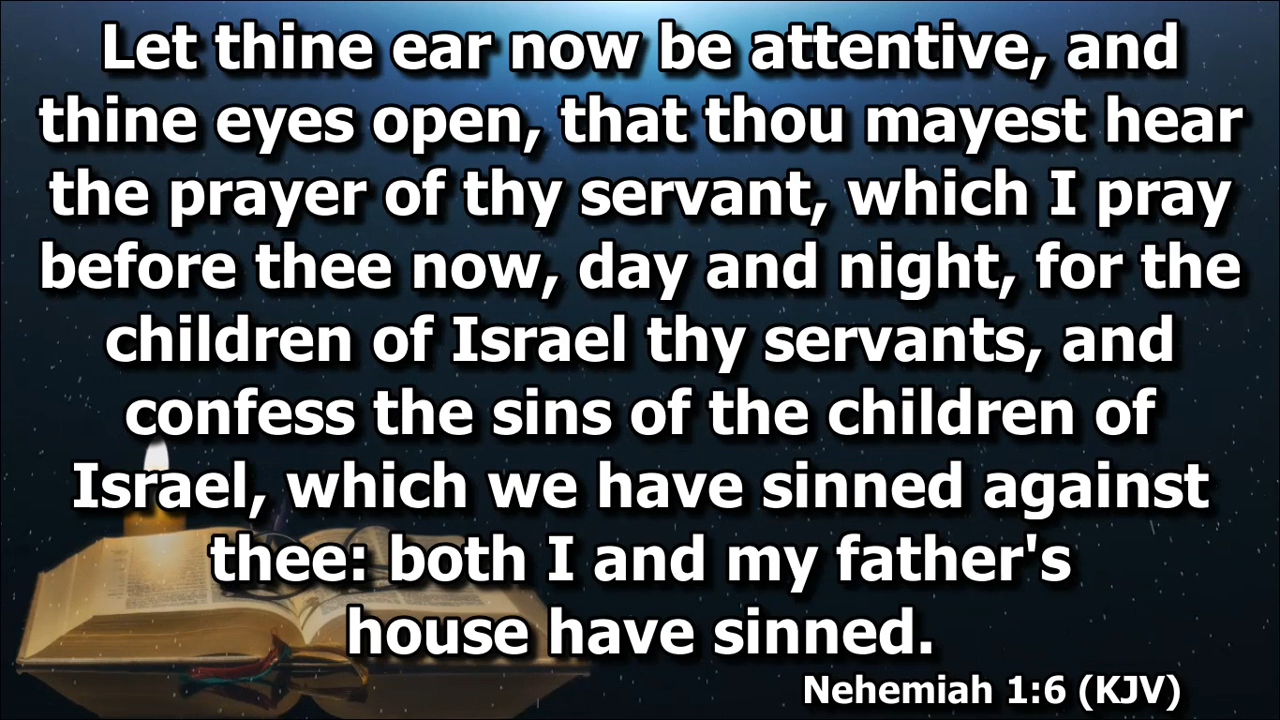 Let thine ear now be attentive, and
thine eyes open, that thou mayest hear
the prayer of thy servant, which I pray
before thee now, day and night, for the
children of Israel thy servants, and
confess the sins of the children of
Israel, which we have sinned against
thee: both I and my father's
house have sinned.
Nehemiah 1:6 (KJV)